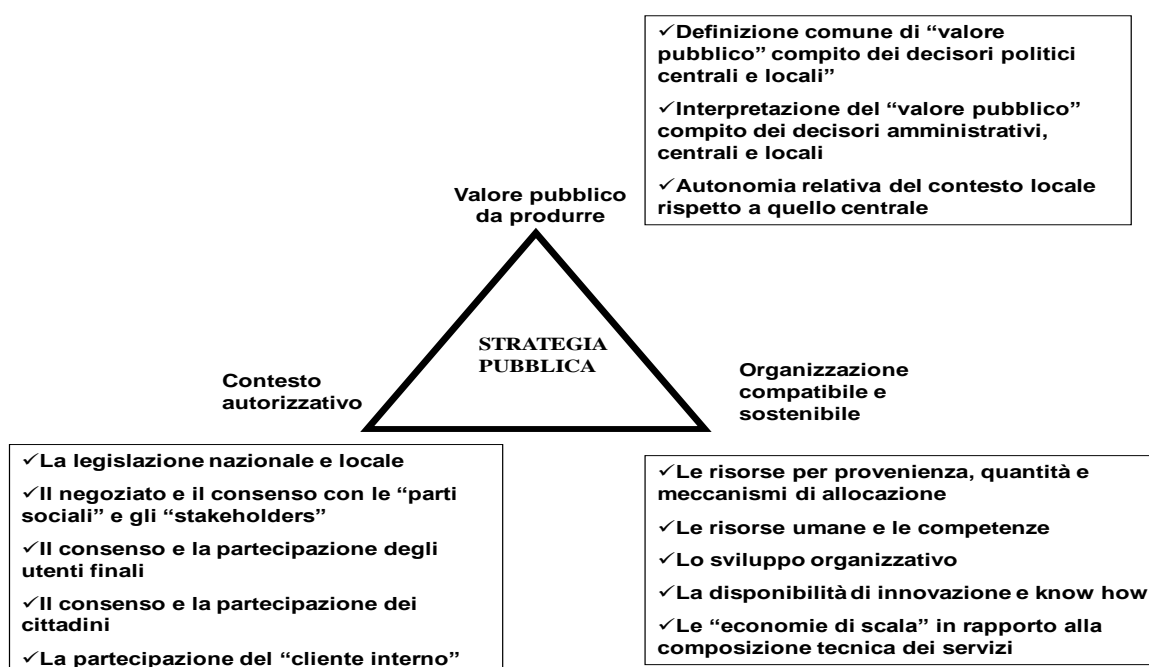 ✓Definizione comune di “valore
pubblico” compito dei decisori politici
centrali e locali”
✓Interpretazione del “valore pubblico”
compito dei decisori amministrativi,
centrali e locali
✓Autonomia relativa del contesto locale
rispetto a quello centrale
Valore pubblico
da produrre
STRATEGIA
PUBBLICA
Contesto
autorizzativo
Organizzazione
compatibile e
sostenibile
✓La legislazione nazionale e locale
✓Il negoziato e il consenso con le “parti
sociali” e gli “stakeholders”
✓Il consenso e la partecipazione degli
utenti finali
✓Il consenso e la partecipazione dei
cittadini
✓La partecipazione del “cliente interno”
✓Le risorse per provenienza, quantità e
meccanismi di allocazione
✓Le risorse umane e le competenze
✓Lo sviluppo organizzativo
✓La disponibilità di innovazione e know how
✓Le “economie di scala” in rapporto alla
composizione tecnica dei servizi